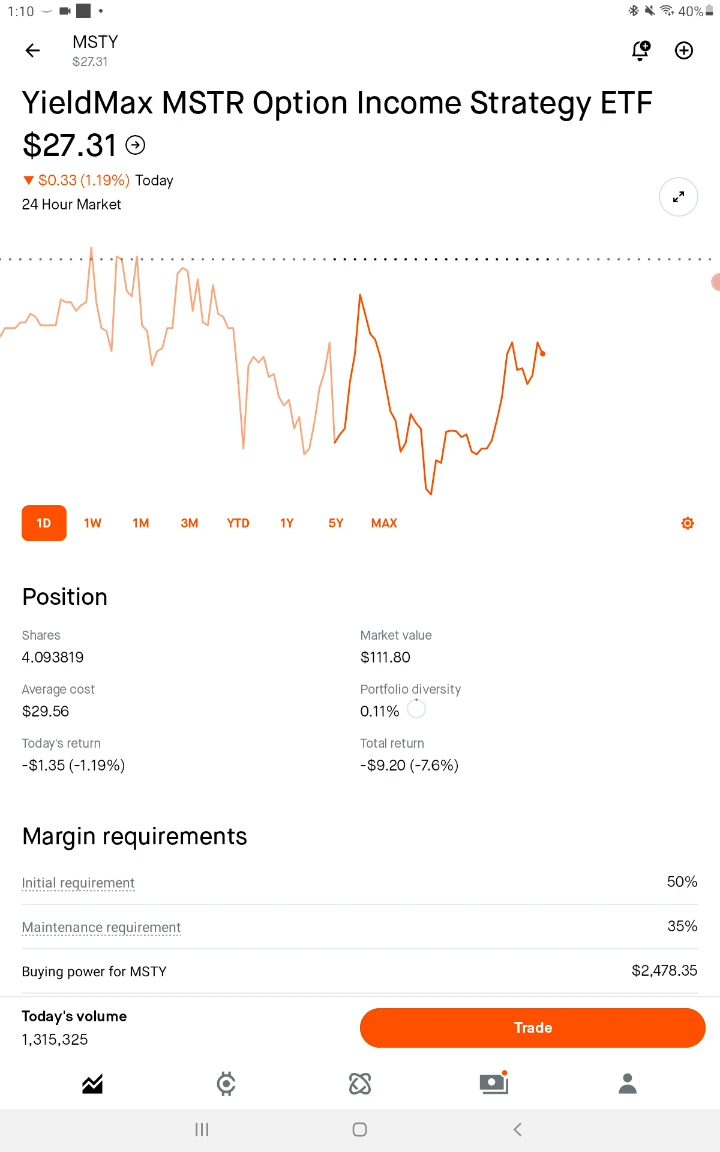 1:10
40%
MSTY
$27.31
YieldMax MSTR Option Income Strategy ETF
$27.31
▼ $0.33 (1.19%) Today
24 Hour Market
1D 1W 1M 3M YTD 1Y 5Y MAX
Position
Shares
4.093819
Market value
$111.80
Average cost
$29.56
Portfolio diversity
0.11%
Today's return
-$1.35 (-1.19%)
Total return
-$9.20 (-7.6%)
Margin requirements
Initial requirement 50%
Maintenance requirement 35%
Buying power for MSTY $2,478.35
Today's volume
1,315,325
Trade